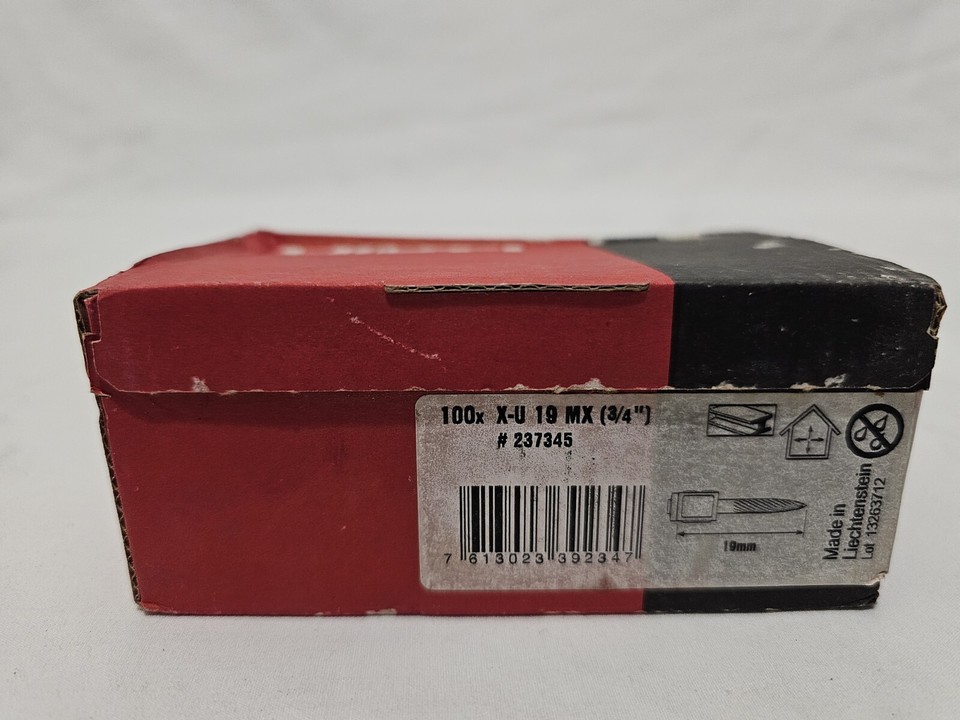 100x X-U 19 MX (3/4")
# 237345
7 613023 392347
19mm
Made in
Liechtenstein
Lot 13263712